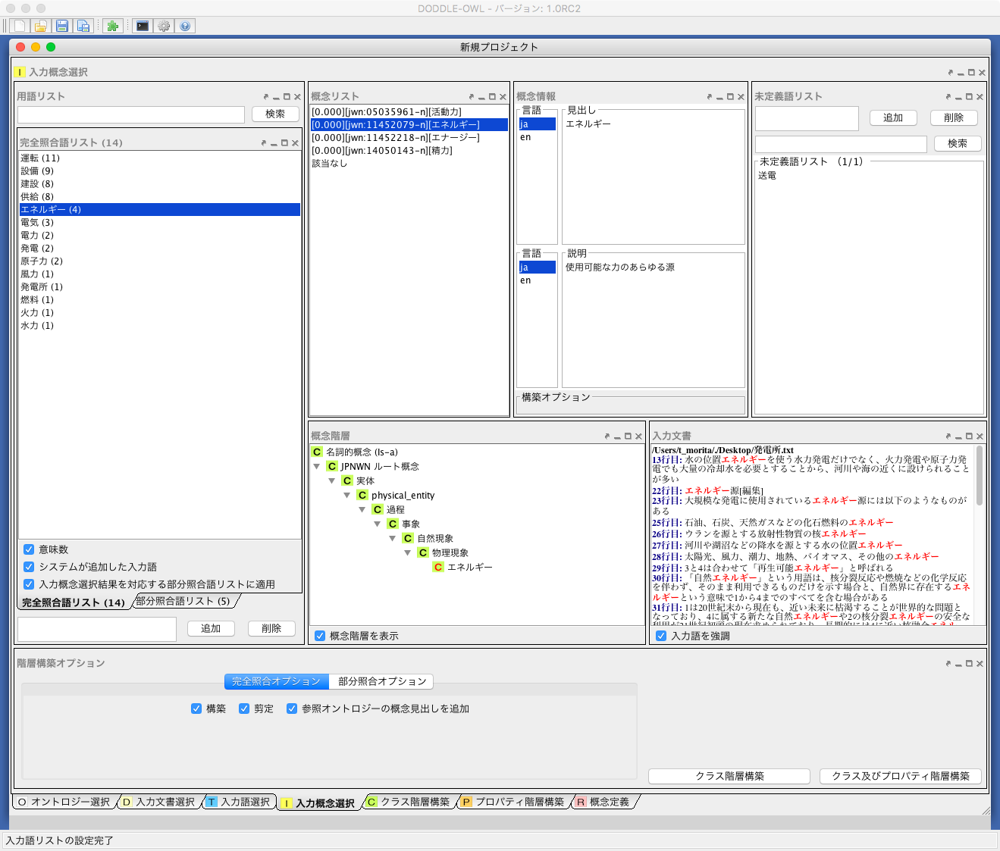 DODDLE-OWL - バージョン: 1.0RC2
新規プロジェクト
I 入力概念選択
用語リスト
検索
完全照合語リスト (14)
運転 (11)
設備 (9)
建設 (8)
供給 (8)
エネルギー (4)
電気 (3)
電力 (2)
発電 (2)
原子力 (2)
風力 (1)
発電所 (1)
燃料 (1)
火力 (1)
水力 (1)
意味数
システムが追加した入力語
入力概念選択結果を対応する部分照合語リストに適用
完全照合語リスト (14)
部分照合語リスト (5)
追加
削除
概念リスト
[0.000][jwn:05035961-n][活動力]
[0.000][jwn:11452079-n][エネルギー]
[0.000][jwn:11452218-n][エナージー]
[0.000][jwn:14050143-n][精力]
該当なし
概念情報
言語
ja
en
見出し
エネルギー
言語
ja
en
説明
使用可能な力のあらゆる源
構築オプション
未定義語リスト
追加
削除
検索
未定義語リスト （1/1）
送電
概念階層
C 名詞的概念 (Is-a)
C JPNWN ルート概念
C 実体
C physical_entity
C 過程
C 事象
C 自然現象
C 物理現象
C エネルギー
概念階層を表示
入力文書
/Users/t_morita/./Desktop/発電所.txt
13行目: 水の位置エネルギーを使う水力発電だけでなく、火力発電や原子力発
電でも大量の冷却水を必要とすることから、河川や海の近くに設けられること
が多い
22行目: エネルギー源[編集]
23行目: 大規模な発電に使用されているエネルギー源には以下のようなものが
ある
25行目: 石油、石炭、天然ガスなどの化石燃料のエネルギー
26行目: ウランを源とする放射性物質の核エネルギー
27行目: 河川や湖沼などの降水を源とする水の位置エネルギー
28行目: 太陽光、風力、潮力、地熱、バイオマス、その他のエネルギー
29行目: 3と4は合わせて「再生可能エネルギー」と呼ばれる
30行目: 「自然エネルギー」という用語は、核分裂反応や燃焼などの化学反応
を伴わず、そのまま利用できるものだけを示す場合と、自然界に存在するエネ
ルギーという意味で1から4までのすべてを含む場合がある
31行目: 1は20世紀末から現在も、近い未来に枯渇することが世界的な問題と
なっており、4に属する新たな自然エネルギーや2の核分裂エネルギーの安全な
利用が21世紀初頭の現在求められており、長期的には4に近い核融合エネル
入力語を強調
階層構築オプション
完全照合オプション
部分照合オプション
構築
剪定
参照オントロジーの概念見出しを追加
クラス階層構築
クラス及びプロパティ階層構築
O オントロジー選択
D 入力文書選択
T 入力語選択
I 入力概念選択
C クラス階層構築
P プロパティ階層構築
R 概念定義
入力語リストの設定完了